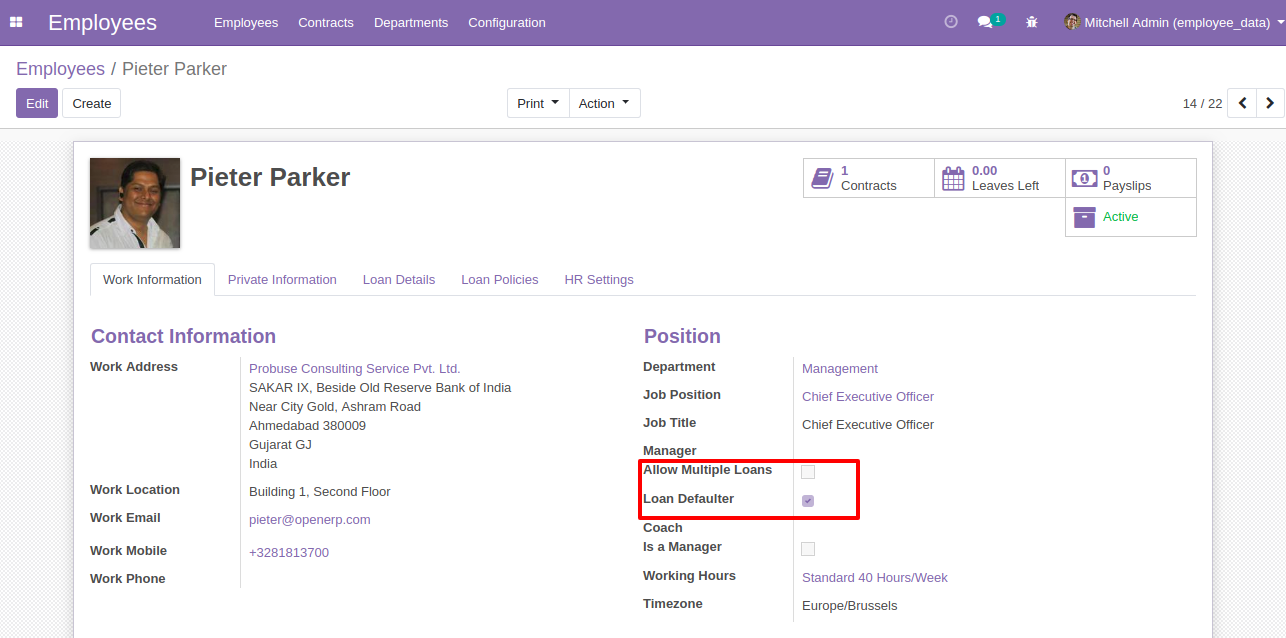 Employees Employees Contracts Departments Configuration 1 Mitchell Admin (employee_data)
Employees / Pieter Parker
Edit Create Print Action 14 / 22
Pieter Parker
1 Contracts
0.00 Leaves Left
0 Payslips
Active
Work Information Private Information Loan Details Loan Policies HR Settings
Contact Information
Work Address Probuse Consulting Service Pvt. Ltd.
SAKAR IX, Beside Old Reserve Bank of India
Near City Gold, Ashram Road
Ahmedabad 380009
Gujarat GJ
India
Work Location Building 1, Second Floor
Work Email pieter@openerp.com
Work Mobile +3281813700
Work Phone
Position
Department Management
Job Position Chief Executive Officer
Job Title Chief Executive Officer
Manager
Allow Multiple Loans
Loan Defaulter
Coach
Is a Manager
Working Hours Standard 40 Hours/Week
Timezone Europe/Brussels